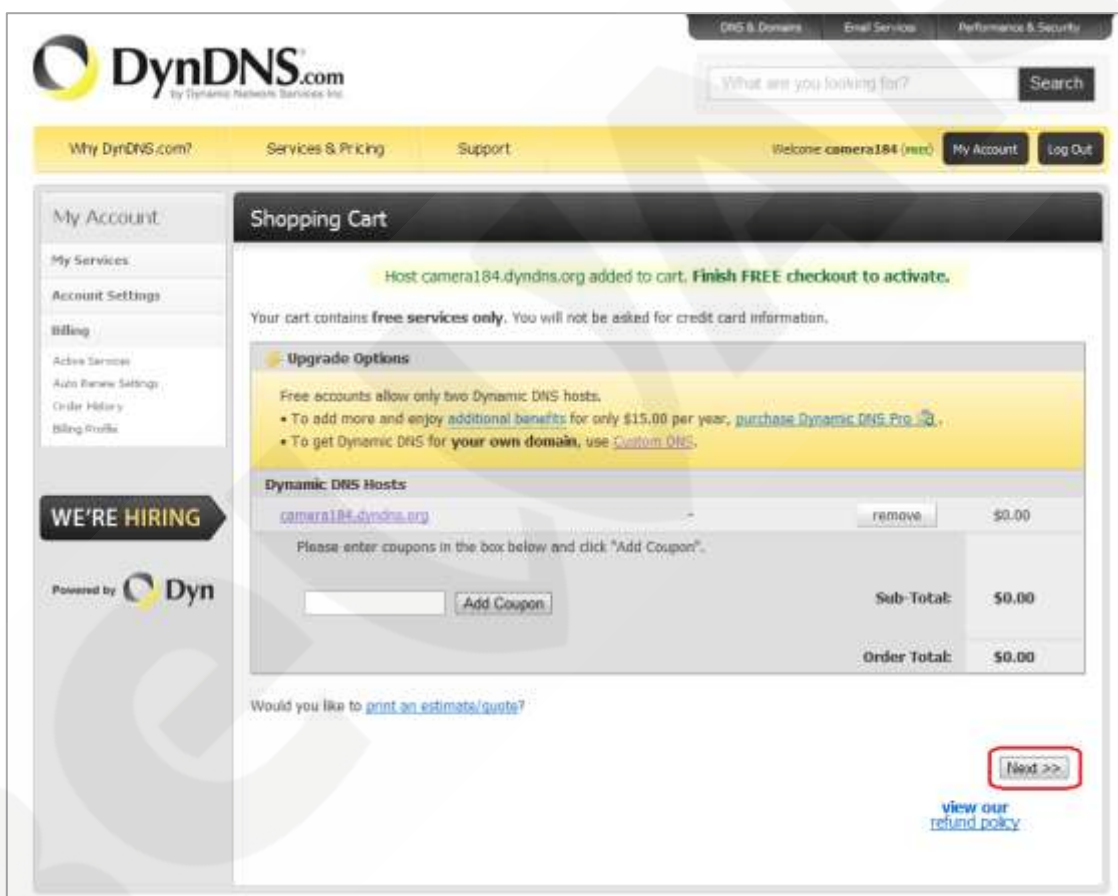 DNS & Domains Email Services Performance & Security
DynDNS.com
by Dynamic Network Services Inc.
What are you looking for? Search
Why DynDNS.com? Services & Pricing Support Welcome camera184 (FREE) My Account Log Out
My Account
My Services
Account Settings
Billing
Active Services
Auto Renew Settings
Order History
Billing Profile
WE'RE HIRING
Powered by Dyn
Shopping Cart
Host camera184.dyndns.org added to cart. Finish FREE checkout to activate.
Your cart contains free services only. You will not be asked for credit card information.
Upgrade Options
Free accounts allow only two Dynamic DNS hosts.
• To add more and enjoy additional benefits for only $15.00 per year, purchase Dynamic DNS Pro .
• To get Dynamic DNS for your own domain, use Custom DNS.
Dynamic DNS Hosts
camera184.dyndns.org - remove $0.00
Please enter coupons in the box below and click "Add Coupon".
Add Coupon Sub-Total: $0.00
Order Total: $0.00
Would you like to print an estimate/quote?
Next >>
view our
refund policy